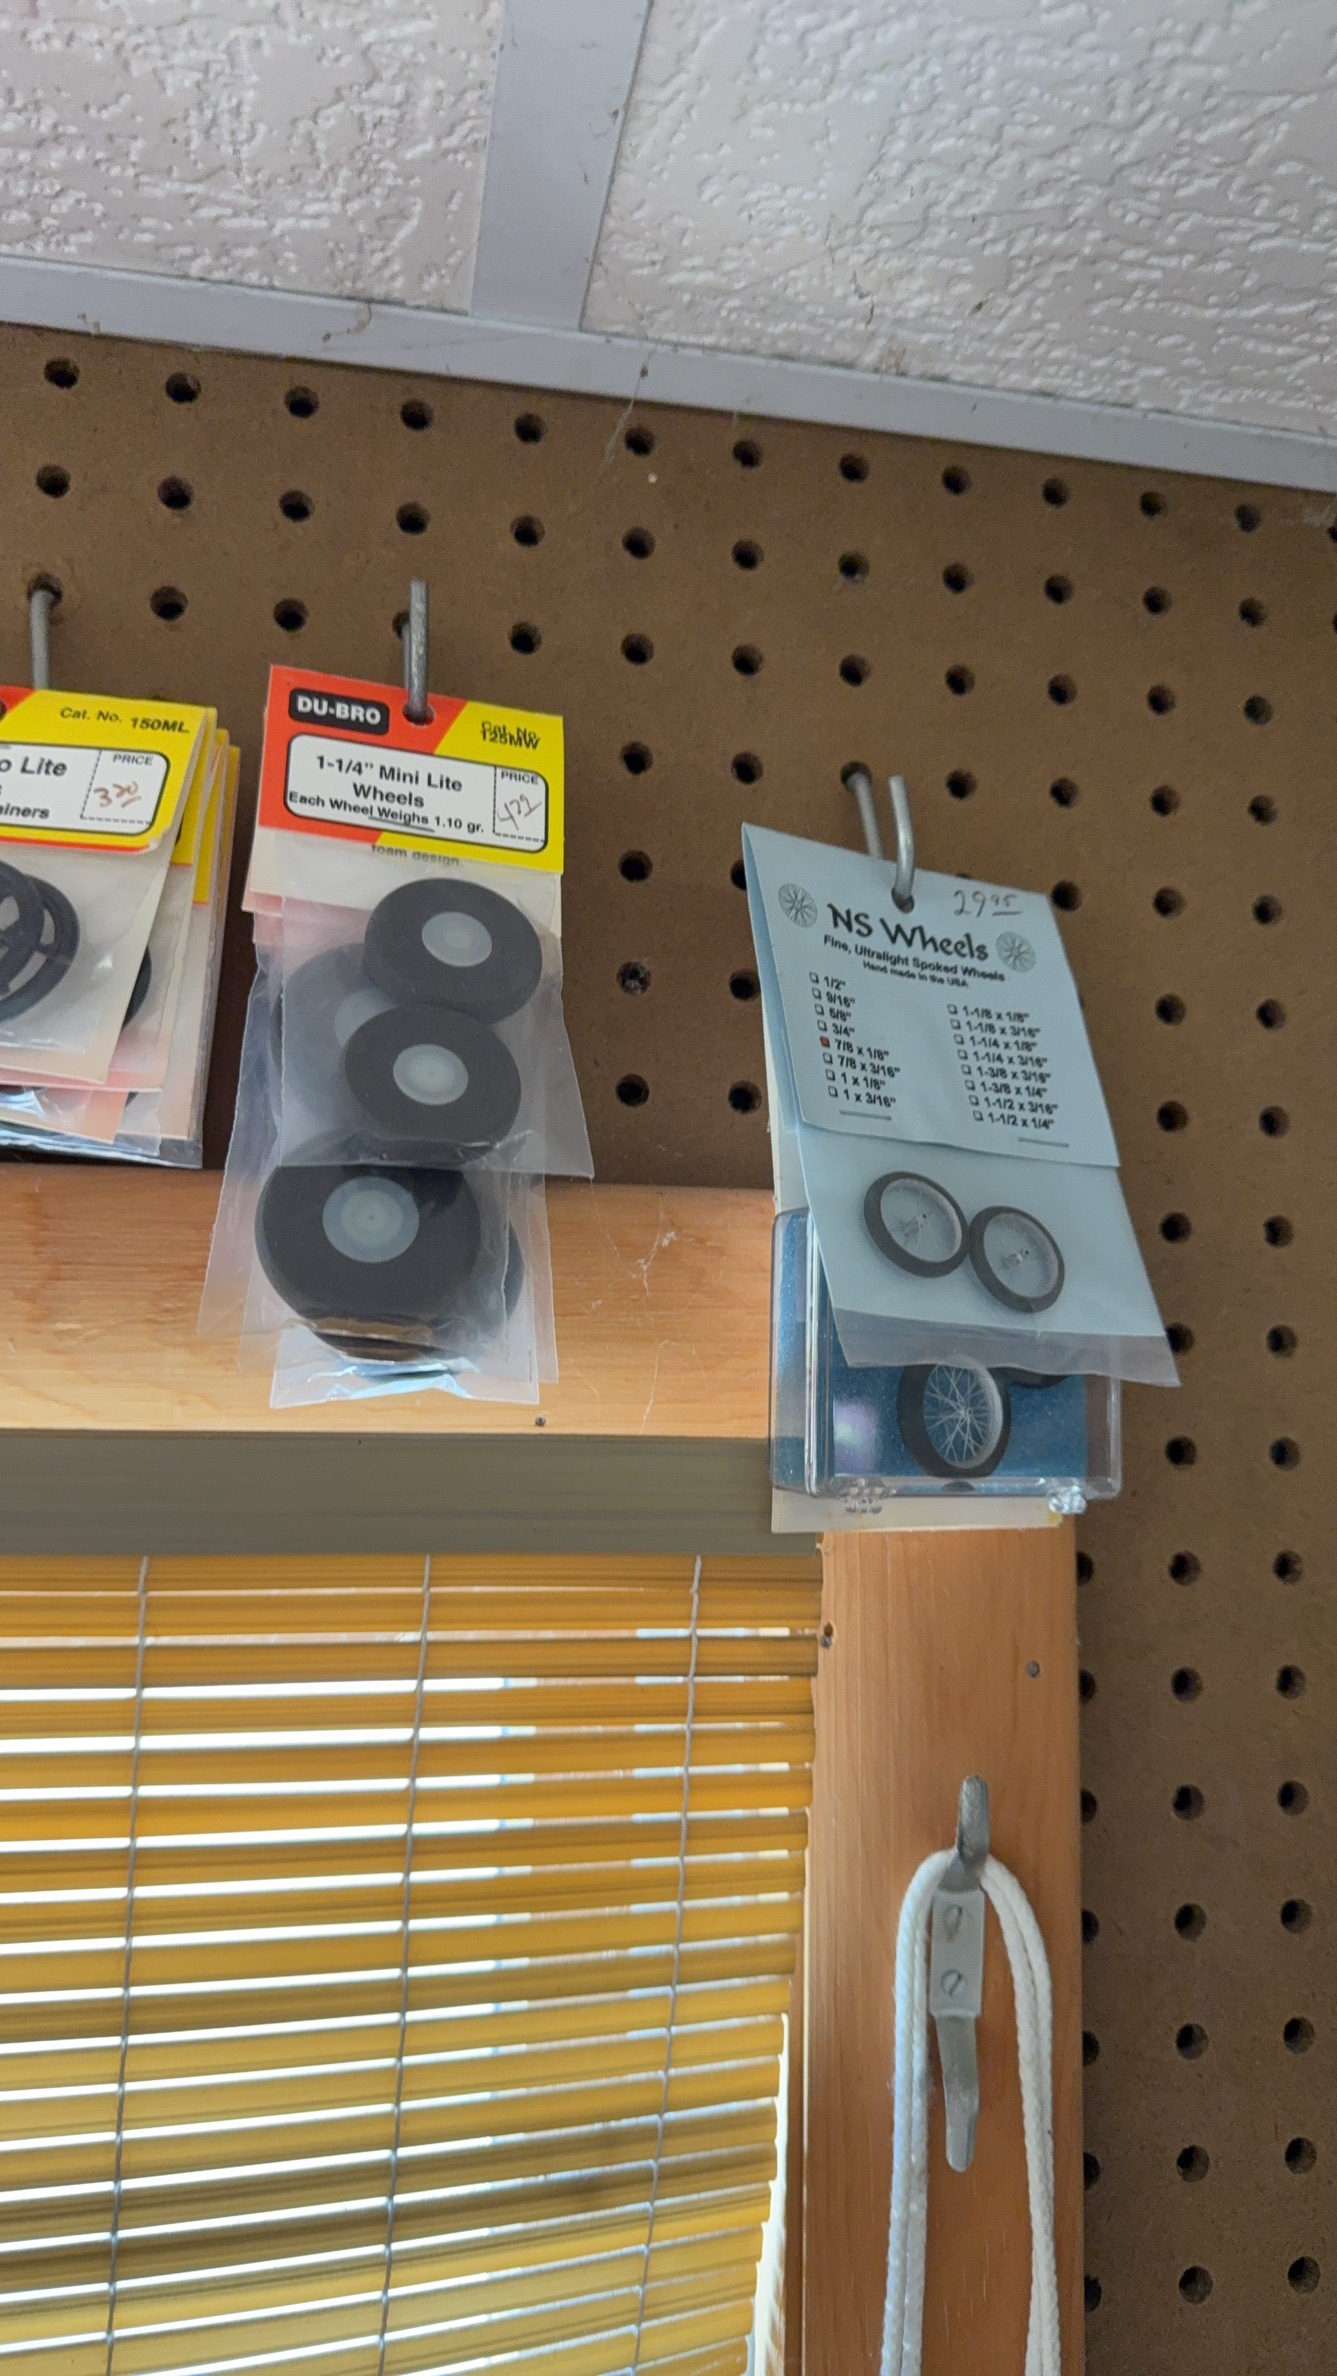 Cat. No. 150ML
o Lite
PRICE
iners
DU-BRO
Cat. No.
125MW
1-1/4" Mini Lite
Wheels
Each Wheel Weighs 1.10 gr.
PRICE
foam design.
29 95
NS Wheels
Fine, Ultralight Spoked Wheels
Hand made in the USA
1/2"
9/16"
5/8"
3/4"
7/8 x 1/8"
7/8 x 3/16"
1 x 1/8"
1 x 3/16"
1-1/8 x 1/8"
1-1/8 x 3/16"
1-1/4 x 1/8"
1-1/4 x 3/16"
1-3/8 x 3/16"
1-3/8 x 1/4"
1-1/2 x 3/16"
1-1/2 x 1/4"